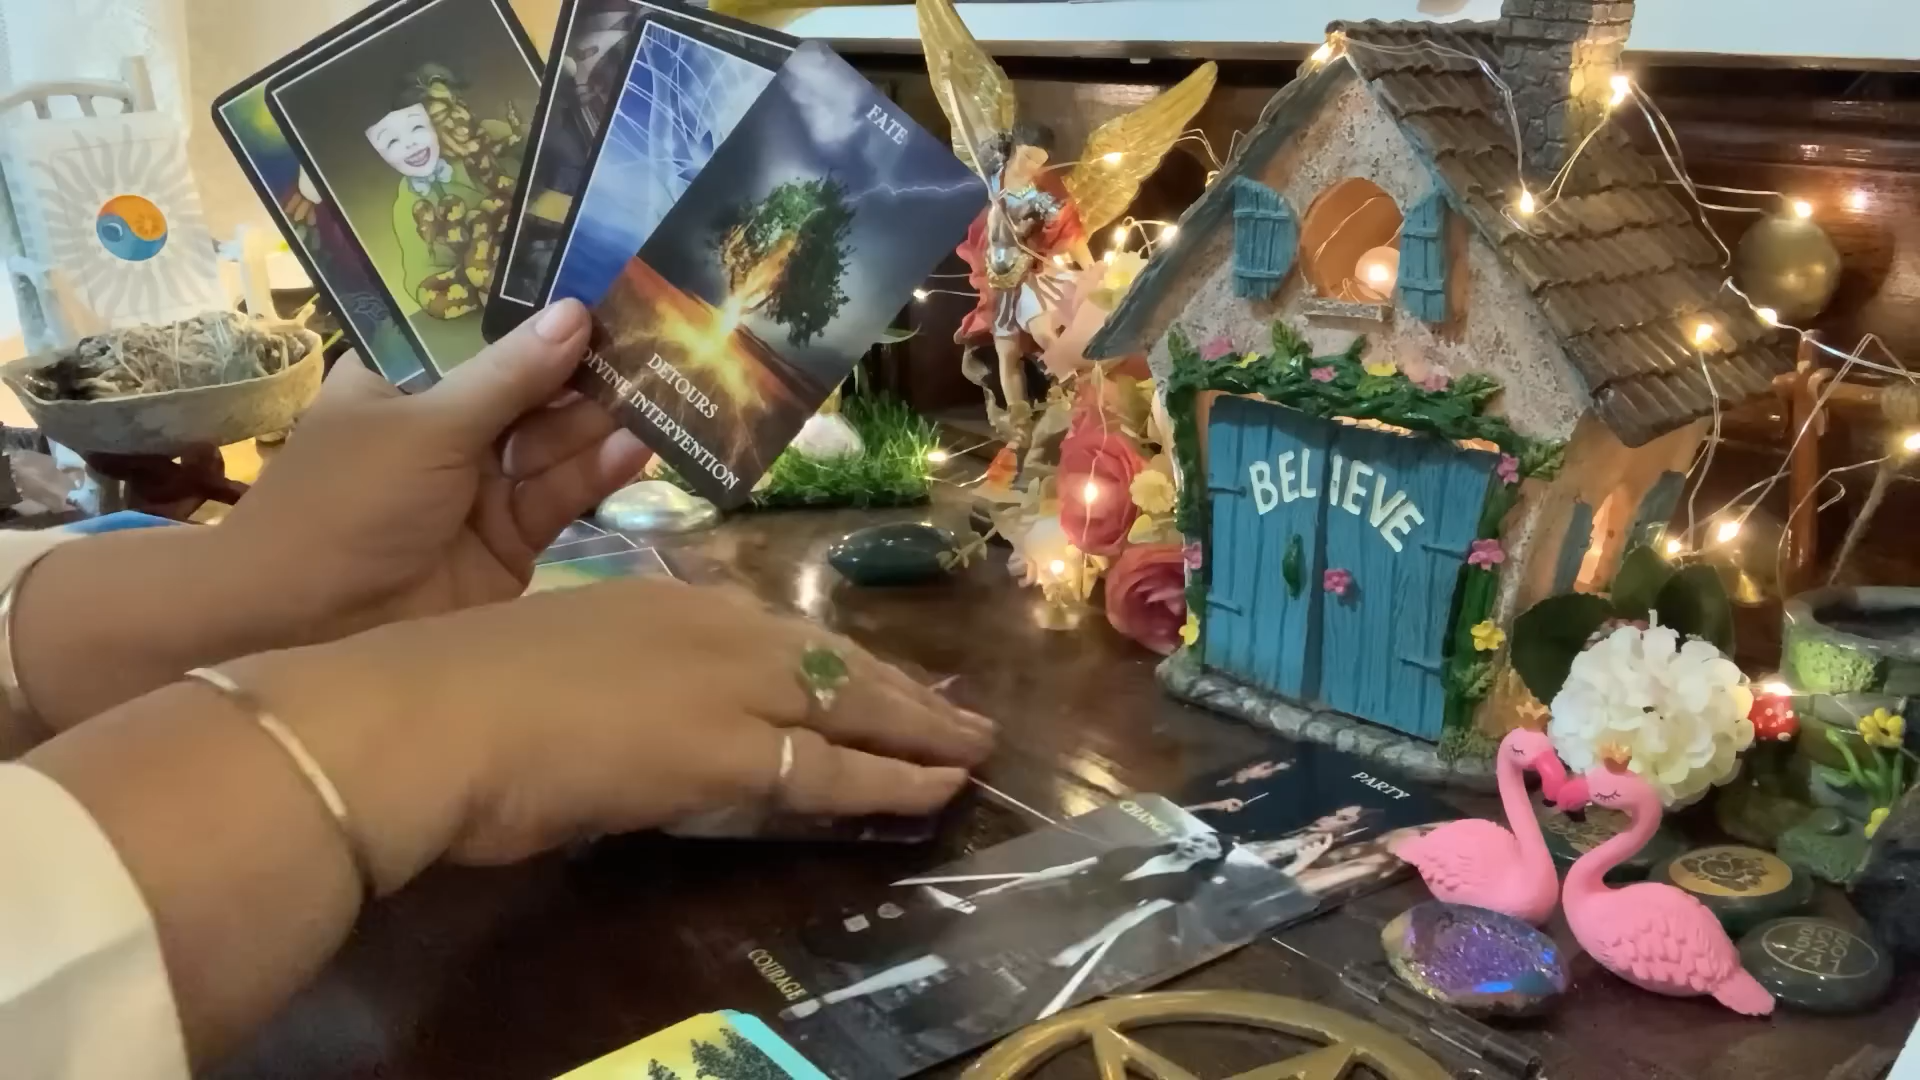 FATE
DETOURS
DIVINE INTERVENTION
BELIEVE
PARTY
CHANGE
COURAGE